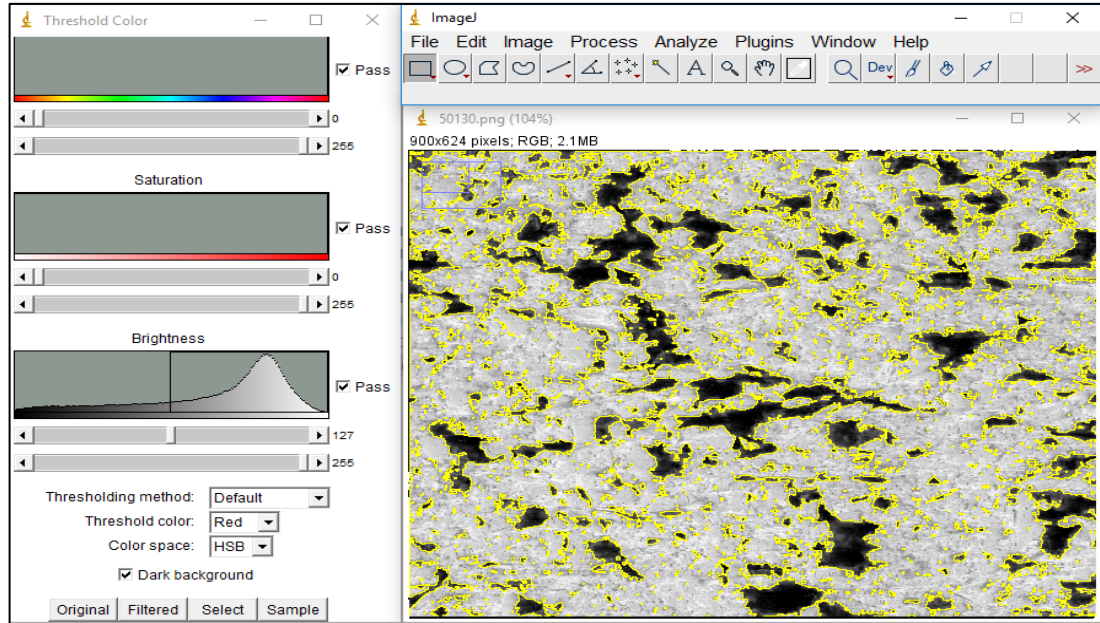 Threshold Color
Pass
0
255
Saturation
Pass
0
255
Brightness
Pass
127
255
Thresholding method: Default
Threshold color: Red
Color space: HSB
Dark background
Original Filtered Select Sample
ImageJ
File Edit Image Process Analyze Plugins Window Help
A Dev >>
50130.png (104%)
900x624 pixels; RGB; 2.1MB